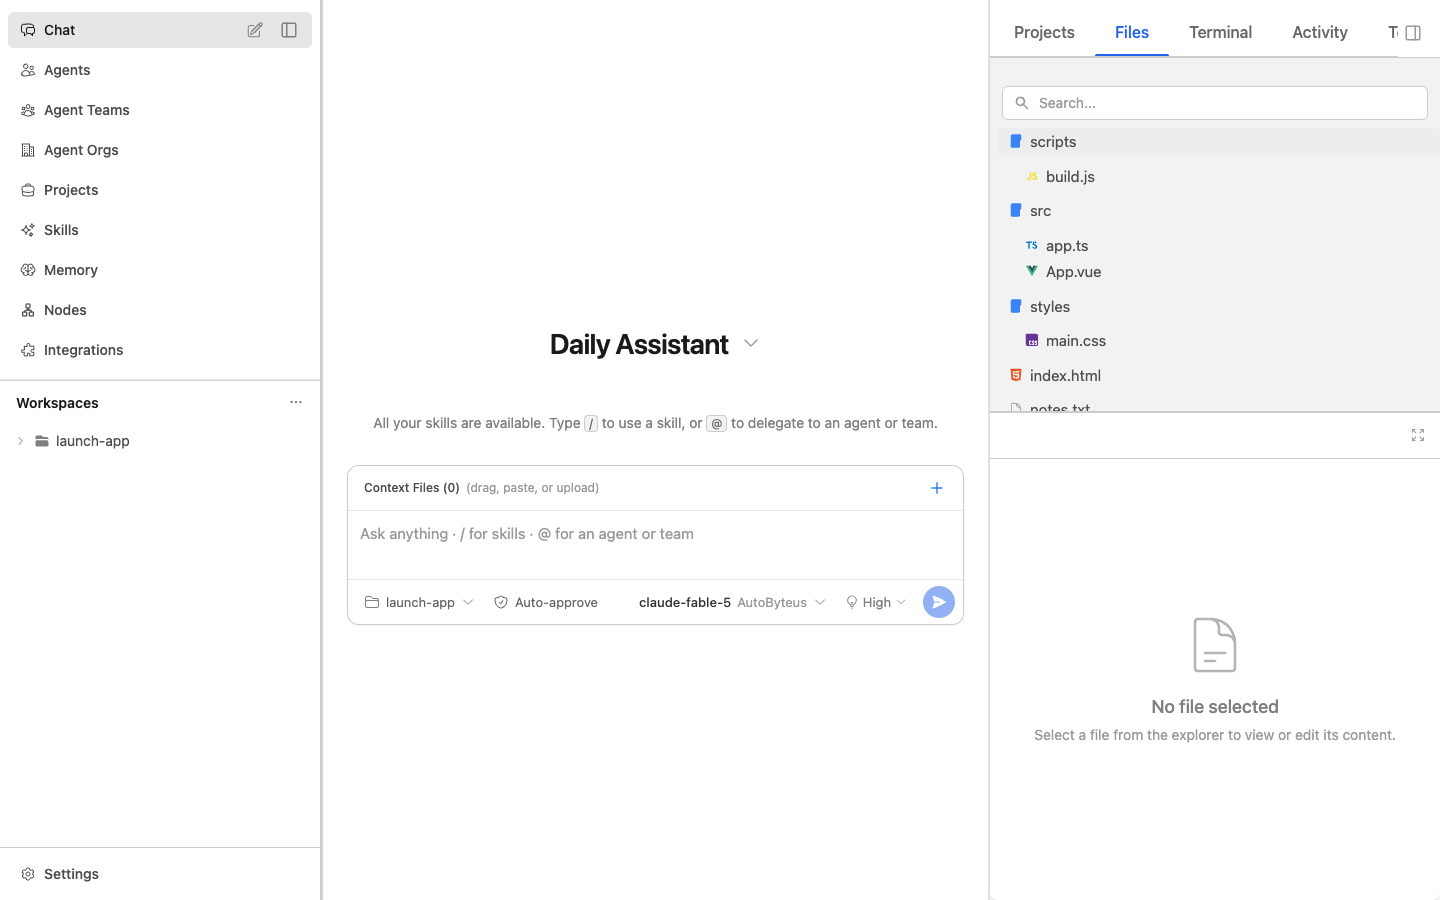 Chat
Agents
Agent Teams
Agent Orgs
Projects
Skills
Memory
Nodes
Integrations
Workspaces
launch-app
Settings
Daily Assistant
All your skills are available. Type / to use a skill, or @ to delegate to an agent or team.
Context Files (0) (drag, paste, or upload)
Ask anything · / for skills · @ for an agent or team
launch-app Auto-approve claude-fable-5 AutoByteus High
Projects Files Terminal Activity
Search...
scripts
JS build.js
src
TS app.ts
App.vue
styles
CSS main.css
5 index.html
notes.txt
No file selected
Select a file from the explorer to view or edit its content.